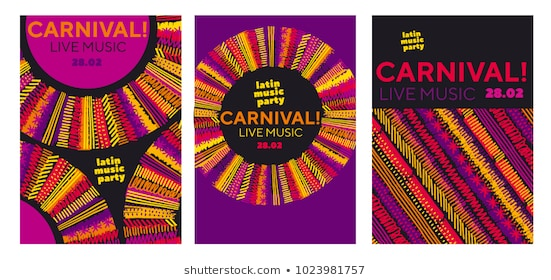 CARNIVAL!
LIVE MUSIC
28.02
latin
music
party
latin
music
party
CARNIVAL!
LIVE MUSIC
28.02
latin
music
party
CARNIVAL!
LIVE MUSIC 28.02
shutterstock.com • 1023981757